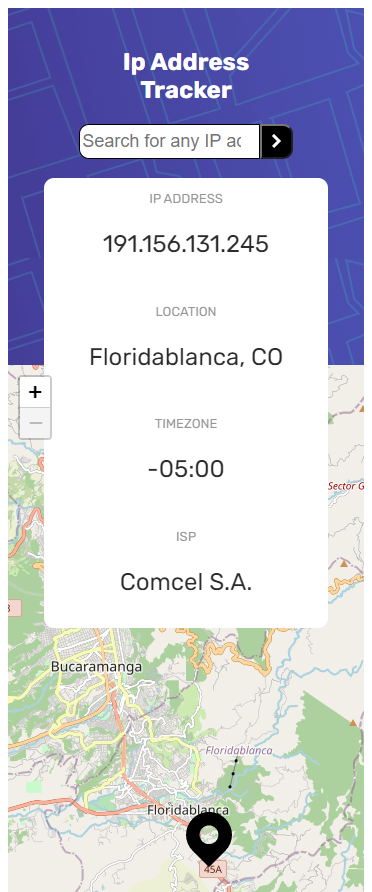 Ip Address
Tracker
Search for any IP ad
IP ADDRESS
191.156.131.245
LOCATION
Floridablanca, CO
+
−
TIMEZONE
-05:00
Sector G
ISP
Comcel S.A.
Bucaramanga
Floridablanca
Floridablanca
45A